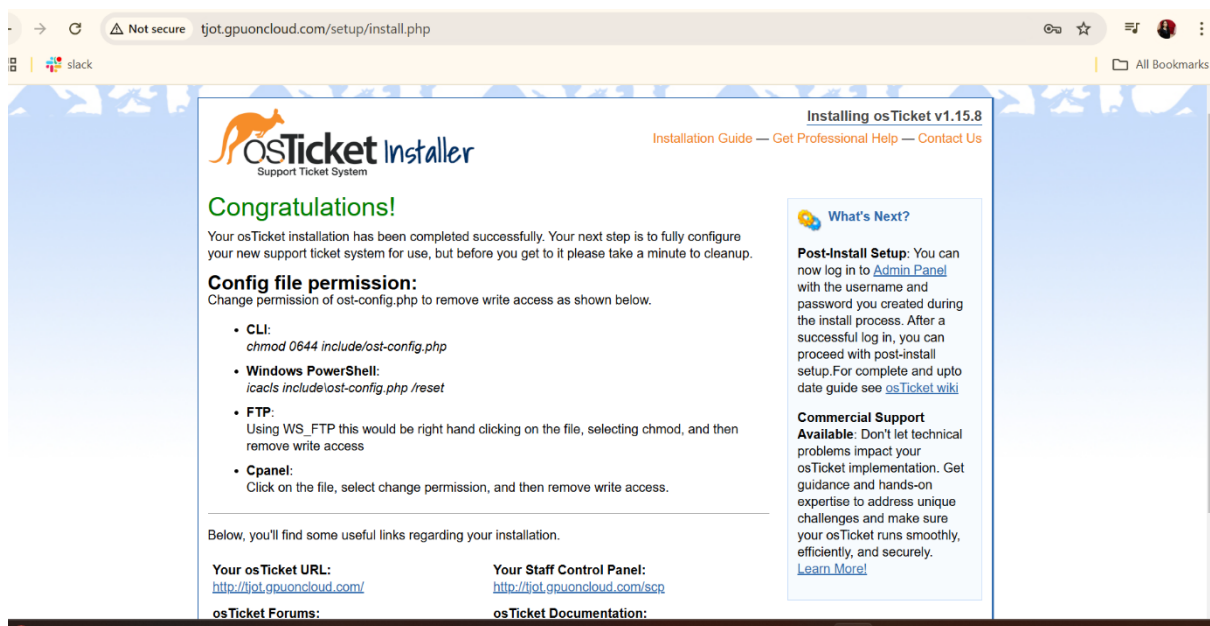 Not secure
tjot.gpuoncloud.com/setup/install.php
slack
All Bookmarks
osTicket Installer
Support Ticket System
Installing osTicket v1.15.8
Installation Guide — Get Professional Help — Contact Us
Congratulations!
Your osTicket installation has been completed successfully. Your next step is to fully configure
your new support ticket system for use, but before you get to it please take a minute to cleanup.
Config file permission:
Change permission of ost-config.php to remove write access as shown below.
• CLI:
chmod 0644 include/ost-config.php
• Windows PowerShell:
icacls include\ost-config.php /reset
• FTP:
Using WS_FTP this would be right hand clicking on the file, selecting chmod, and then
remove write access
• Cpanel:
Click on the file, select change permission, and then remove write access.
Below, you'll find some useful links regarding your installation.
Your osTicket URL:
http://tjot.gpuoncloud.com/
Your Staff Control Panel:
http://tjot.gpuoncloud.com/scp
osTicket Forums:
osTicket Documentation:
What's Next?
Post-Install Setup: You can
now log in to Admin Panel
with the username and
password you created during
the install process. After a
successful log in, you can
proceed with post-install
setup.For complete and upto
date guide see osTicket wiki
Commercial Support
Available: Don't let technical
problems impact your
osTicket implementation. Get
guidance and hands-on
expertise to address unique
challenges and make sure
your osTicket runs smoothly,
efficiently, and securely.
Learn More!